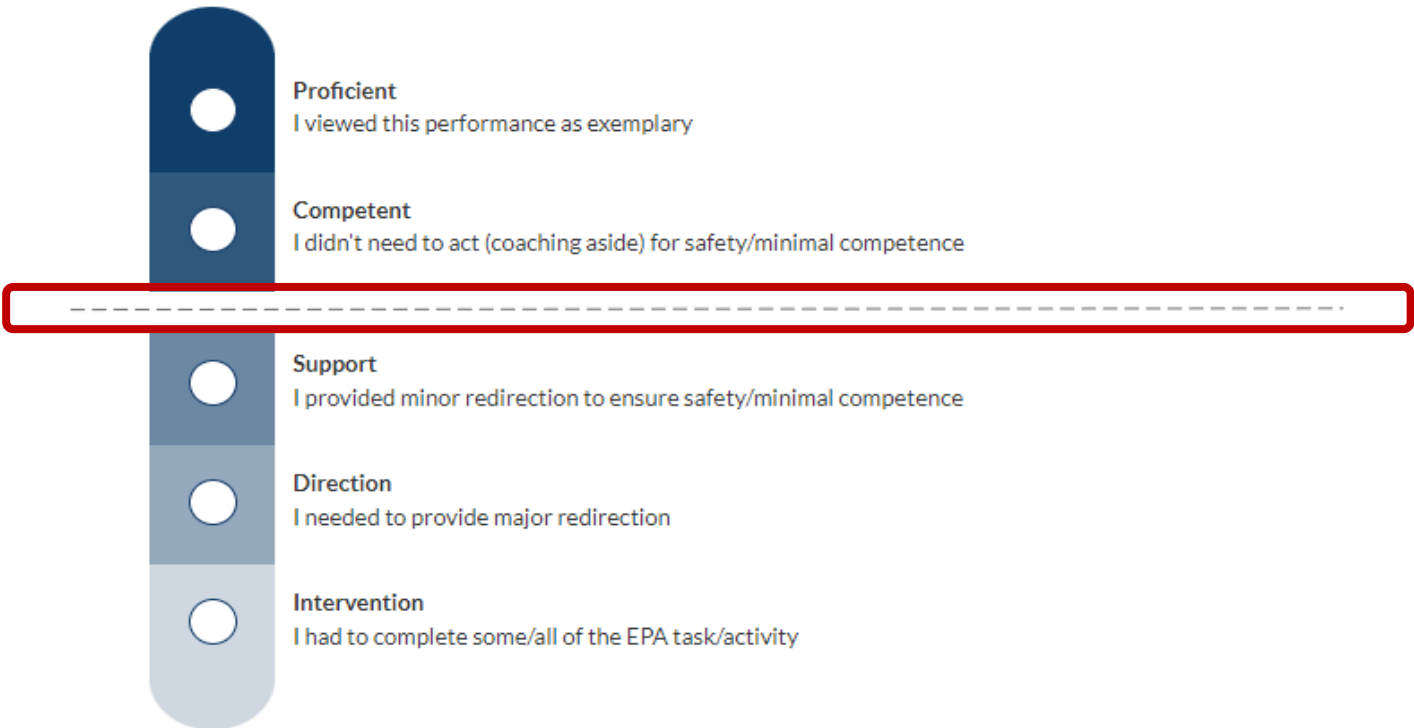 Proficient
I viewed this performance as exemplary
Competent
I didn't need to act (coaching aside) for safety/minimal competence
Support
I provided minor redirection to ensure safety/minimal competence
Direction
I needed to provide major redirection
Intervention
I had to complete some/all of the EPA task/activity